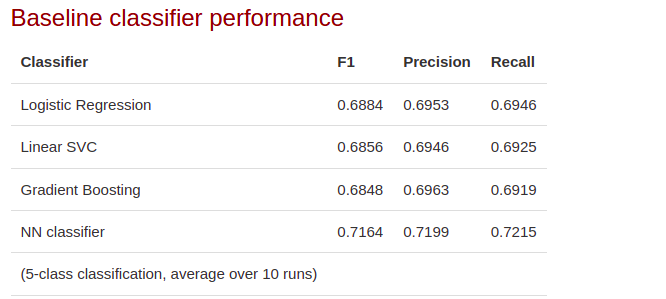 Baseline classifier performance
Classifier F1 Precision Recall
Logistic Regression 0.6884 0.6953 0.6946
Linear SVC 0.6856 0.6946 0.6925
Gradient Boosting 0.6848 0.6963 0.6919
NN classifier 0.7164 0.7199 0.7215
(5-class classification, average over 10 runs)